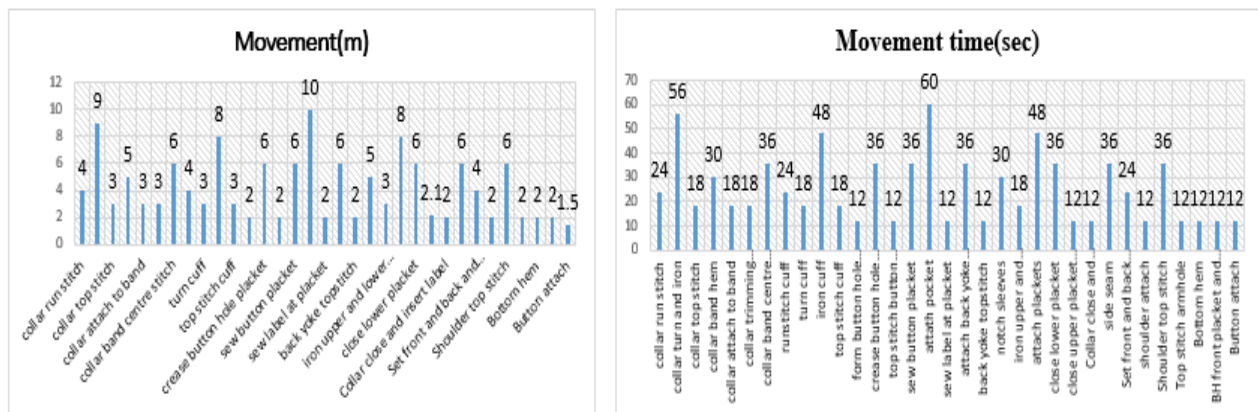 Movement(m)
12
10
8
6
4
2
0
4 9 3 5 3 3 6 4 3 8 3 2 6 2 6 10 2 6 2 5 3 8 6 2.1 2 6 4 2 6 2 2 2 1.5
collar run stitch
collar top stitch
collar attach to band
collar band centre stitch
turn cuff
top stitch cuff
crease button hole placket
sew button placket
sew label at placket
back yoke topstitch
iron upper and lower...
close lower placket
Collar close and insert label
Set front and back and...
Shoulder top stitch
Bottom hem
Button attach
Movement time(sec)
70
60
50
40
30
20
10
0
24 56 18 30 18 18 36 24 18 48 18 12 36 12 36 60 12 36 12 30 18 48 36 12 12 36 24 12 36 12 12 12 12
collar run stitch
collar turn and iron
collar top stitch
collar band hem
collar attach to band
collar trimming...
collar band centre...
runstitch cuff
turn cuff
iron cuff
top stitch cuff
form button hole...
crease button hole...
top stitch button...
sew button placket
attath pocket
sew label at placket
attach back yoke...
back yoke topstitch
notch sleeves
iron upper and...
attach plackets
close lower placket
close upper placket...
Collar close and...
side seam
Set front and back...
shoulder attach
Shoulder top stitch
Top stitch armhole
Bottom hem
BH front placket and...
Button attach